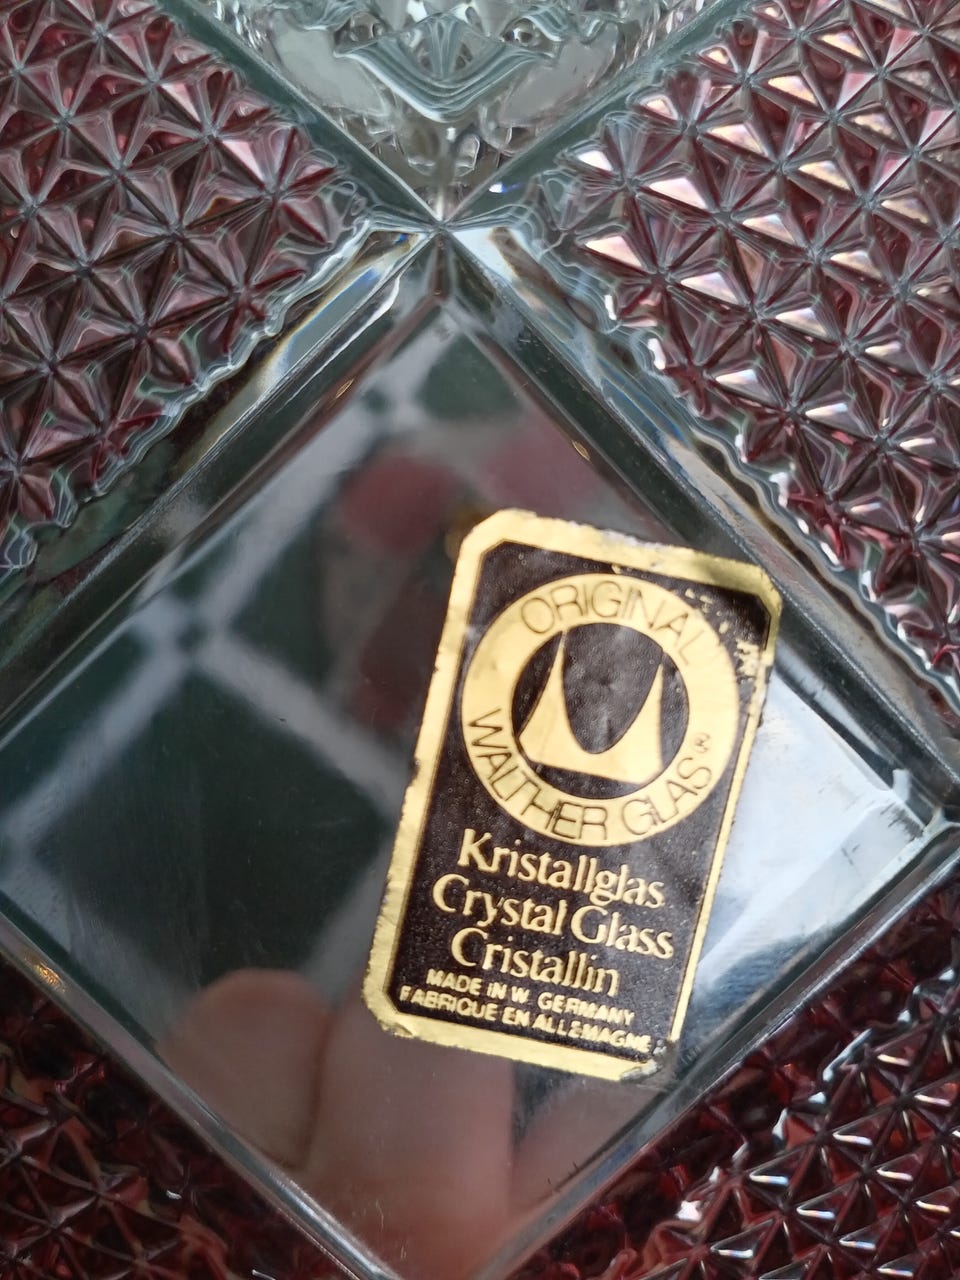 ORIGINAL
WALTHER GLAS®
Kristallglas
Crystal Glass
Cristallin
MADE IN W. GERMANY
FABRIQUE EN ALLEMAGNE